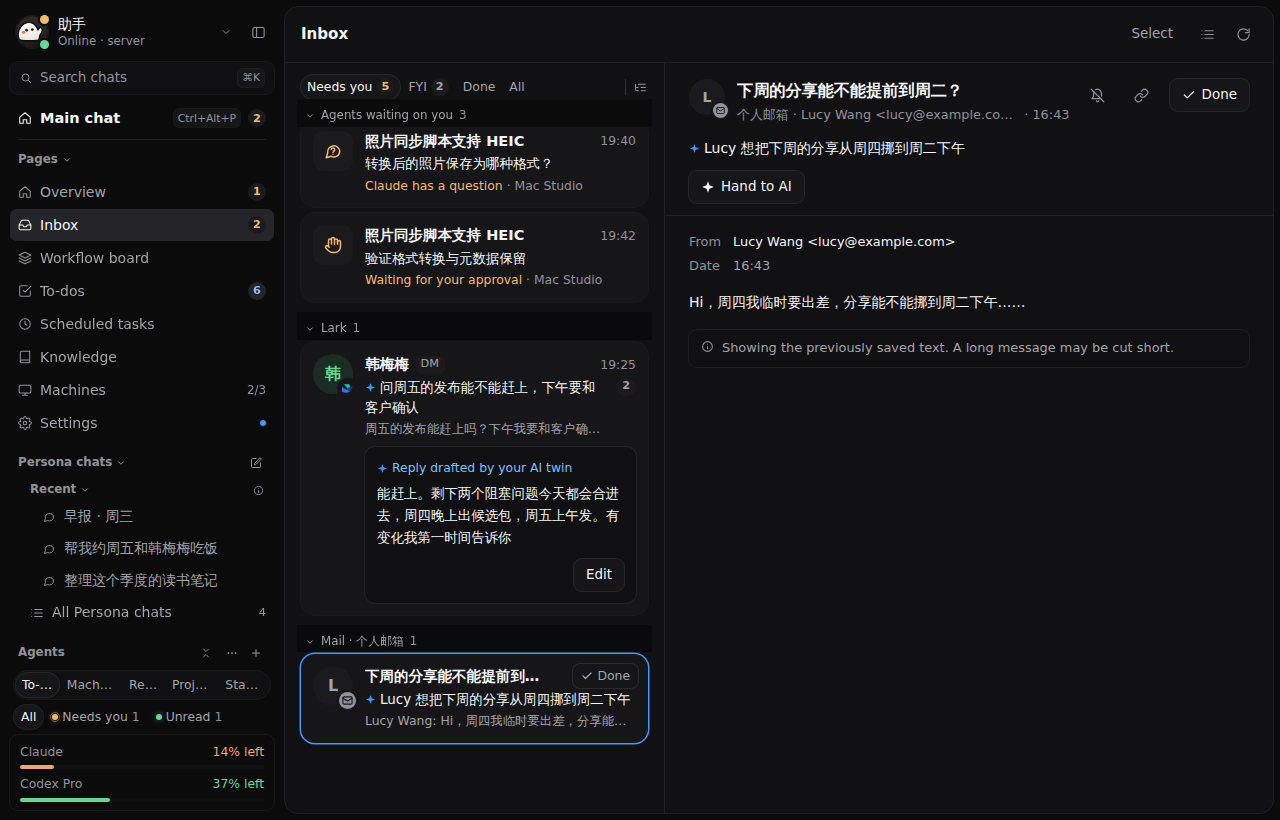 助手
Online · server
Search chats
⌘K
Main chat
Ctrl+Alt+P
2
Pages
Overview
1
Inbox
2
Workflow board
To-dos
6
Scheduled tasks
Knowledge
Machines
2/3
Settings
Persona chats
Recent
早报 · 周三
帮我约周五和韩梅梅吃饭
整理这个季度的读书笔记
All Persona chats
4
Agents
To-…
Mach…
Re…
Proj…
Sta…
All
Needs you 1
Unread 1
Claude
14% left
Codex Pro
37% left
Inbox
Select
Needs you 5
FYI 2
Done
All
Agents waiting on you 3
照片同步脚本支持 HEIC
19:40
转换后的照片保存为哪种格式？
Claude has a question · Mac Studio
照片同步脚本支持 HEIC
19:42
验证格式转换与元数据保留
Waiting for your approval · Mac Studio
Lark 1
韩
韩梅梅
DM
19:25
问周五的发布能不能赶上，下午要和
客户确认
2
周五的发布能赶上吗？下午我要和客户确…
Reply drafted by your AI twin
能赶上。剩下两个阻塞问题今天都会合进
去，周四晚上出候选包，周五上午发。有
变化我第一时间告诉你
Edit
Mail · 个人邮箱 1
L
下周的分享能不能提前到…
Done
Lucy 想把下周的分享从周四挪到周二下午
Lucy Wang: Hi，周四我临时要出差，分享能…
L
下周的分享能不能提前到周二？
个人邮箱 · Lucy Wang <lucy@example.co… · 16:43
Done
Lucy 想把下周的分享从周四挪到周二下午
Hand to AI
From Lucy Wang <lucy@example.com>
Date 16:43
Hi，周四我临时要出差，分享能不能挪到周二下午……
Showing the previously saved text. A long message may be cut short.